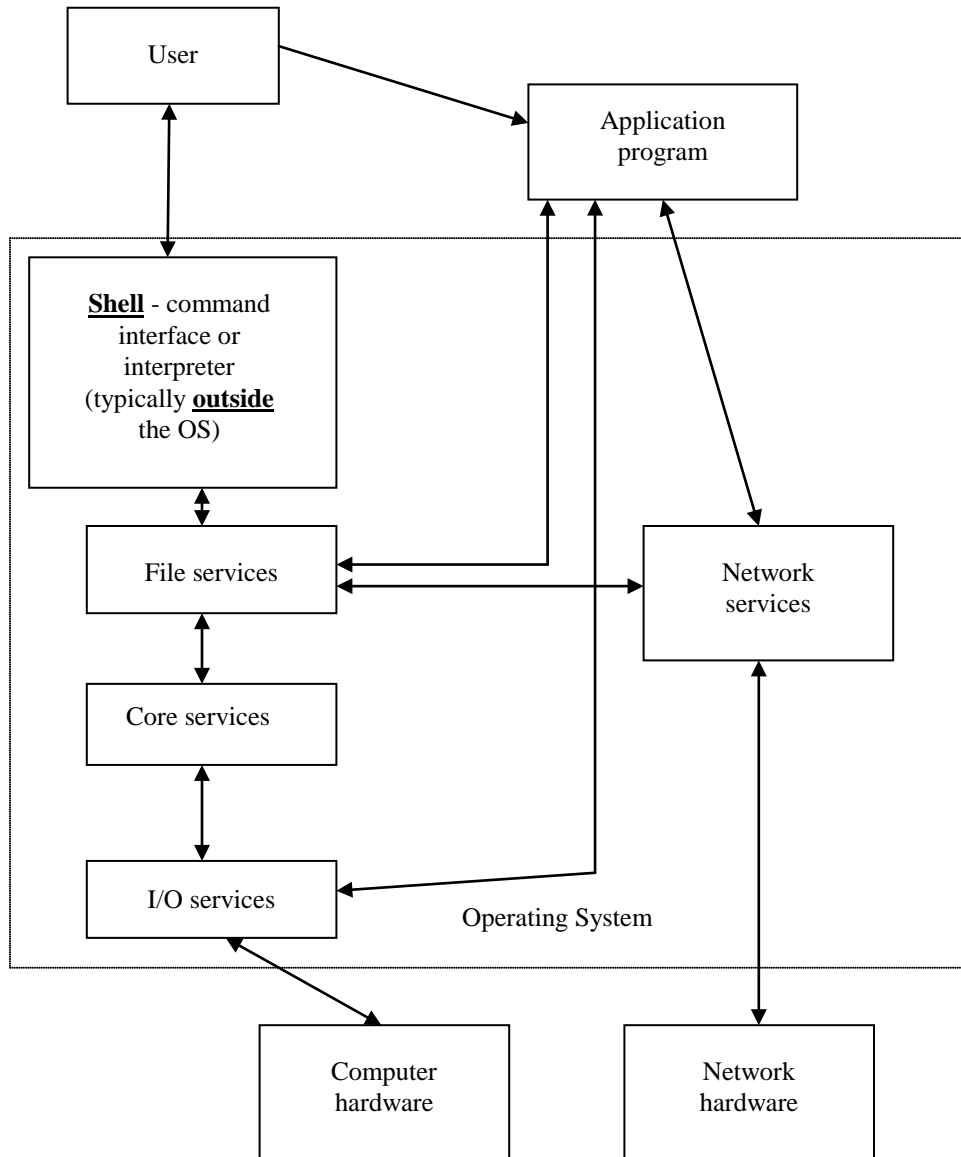 User
Application
program
Shell - command
interface or
interpreter
(typically outside
the OS)
File services
Network
services
Core services
I/O services
Operating System
Computer
hardware
Network
hardware